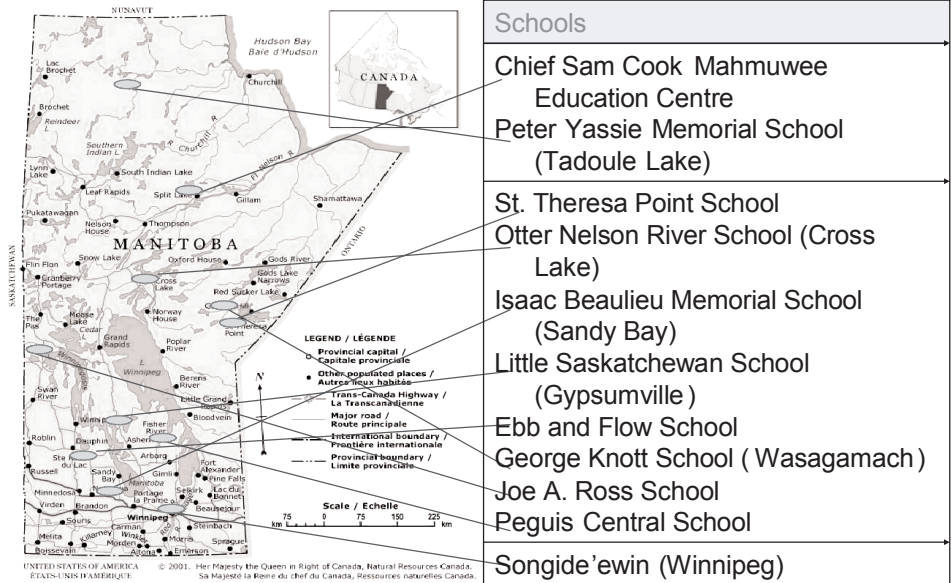 NUNAVUT
Hudson Bay
Baie d'Hudson
CANADA
Lac
Brochet
Churchill
Brochet
Reindeer
L
Southern
Indian L
Churchill R
R
Nelson R
Lynn
Lake
South Indian Lake
Leaf Rapids
Split Lake
Gillam
Shamattawa
Pukatawagan
Nelson
House
Thompson
MANITOBA
ONTARIO
SASKATCHEWAN
Flin Flon
Snow Lake
Oxford House
Gods River
Cranberry
Portage
Cross
Lake
Gods Lake
Narrows
Red Sucker Lake
The
Pas
Moose
Lake
Cedar
Norway
House
Point
Grand
Rapids
Poplar
River
L
Winnipeg
Berens
River
Swan
River
Little Grand
Rapids
Bloodvein
Fisher
River
Roblin
Dauphin
Ashern
Ste Rose
du Lac
Arborg
Fort
Alexander
Russell
Sandy
Bay
Gimli
Pine Falls
Manitoba
Minnedosa
Portage
la Prairie
Selkirk
Lac du
Bonnet
Virden
Brandon
Winnipeg
Beausejour
Souris
Carman
Steinbach
Melita
Killarney
Winkler
Morris
Boissevain
Morden
Altona
Emerson
Sprague
LEGEND / LÉGENDE
Provincial capital /
Capitale provinciale
Other populated places /
Autres lieux habités
Trans-Canada Highway /
La Transcanadienne
Major road /
Route principale
International boundary /
Frontière internationale
Provincial boundary /
Limite provinciale
N
Scale / Echelle
75 0 75 150 225
km km
UNITED STATES OF AMERICA
ÉTATS-UNIS D'AMÉRIQUE
© 2001. Her Majesty the Queen in Right of Canada, Natural Resources Canada.
Sa Majesté la Reine du chef du Canada, Ressources naturelles Canada.
Schools
Chief Sam Cook Mahmuwee
Education Centre
Peter Yassie Memorial School
(Tadoule Lake)
St. Theresa Point School
Otter Nelson River School (Cross
Lake)
Isaac Beaulieu Memorial School
(Sandy Bay)
Little Saskatchewan School
(Gypsumville )
Ebb and Flow School
George Knott School ( Wasagamach )
Joe A. Ross School
Peguis Central School
Songide’ewin (Winnipeg)